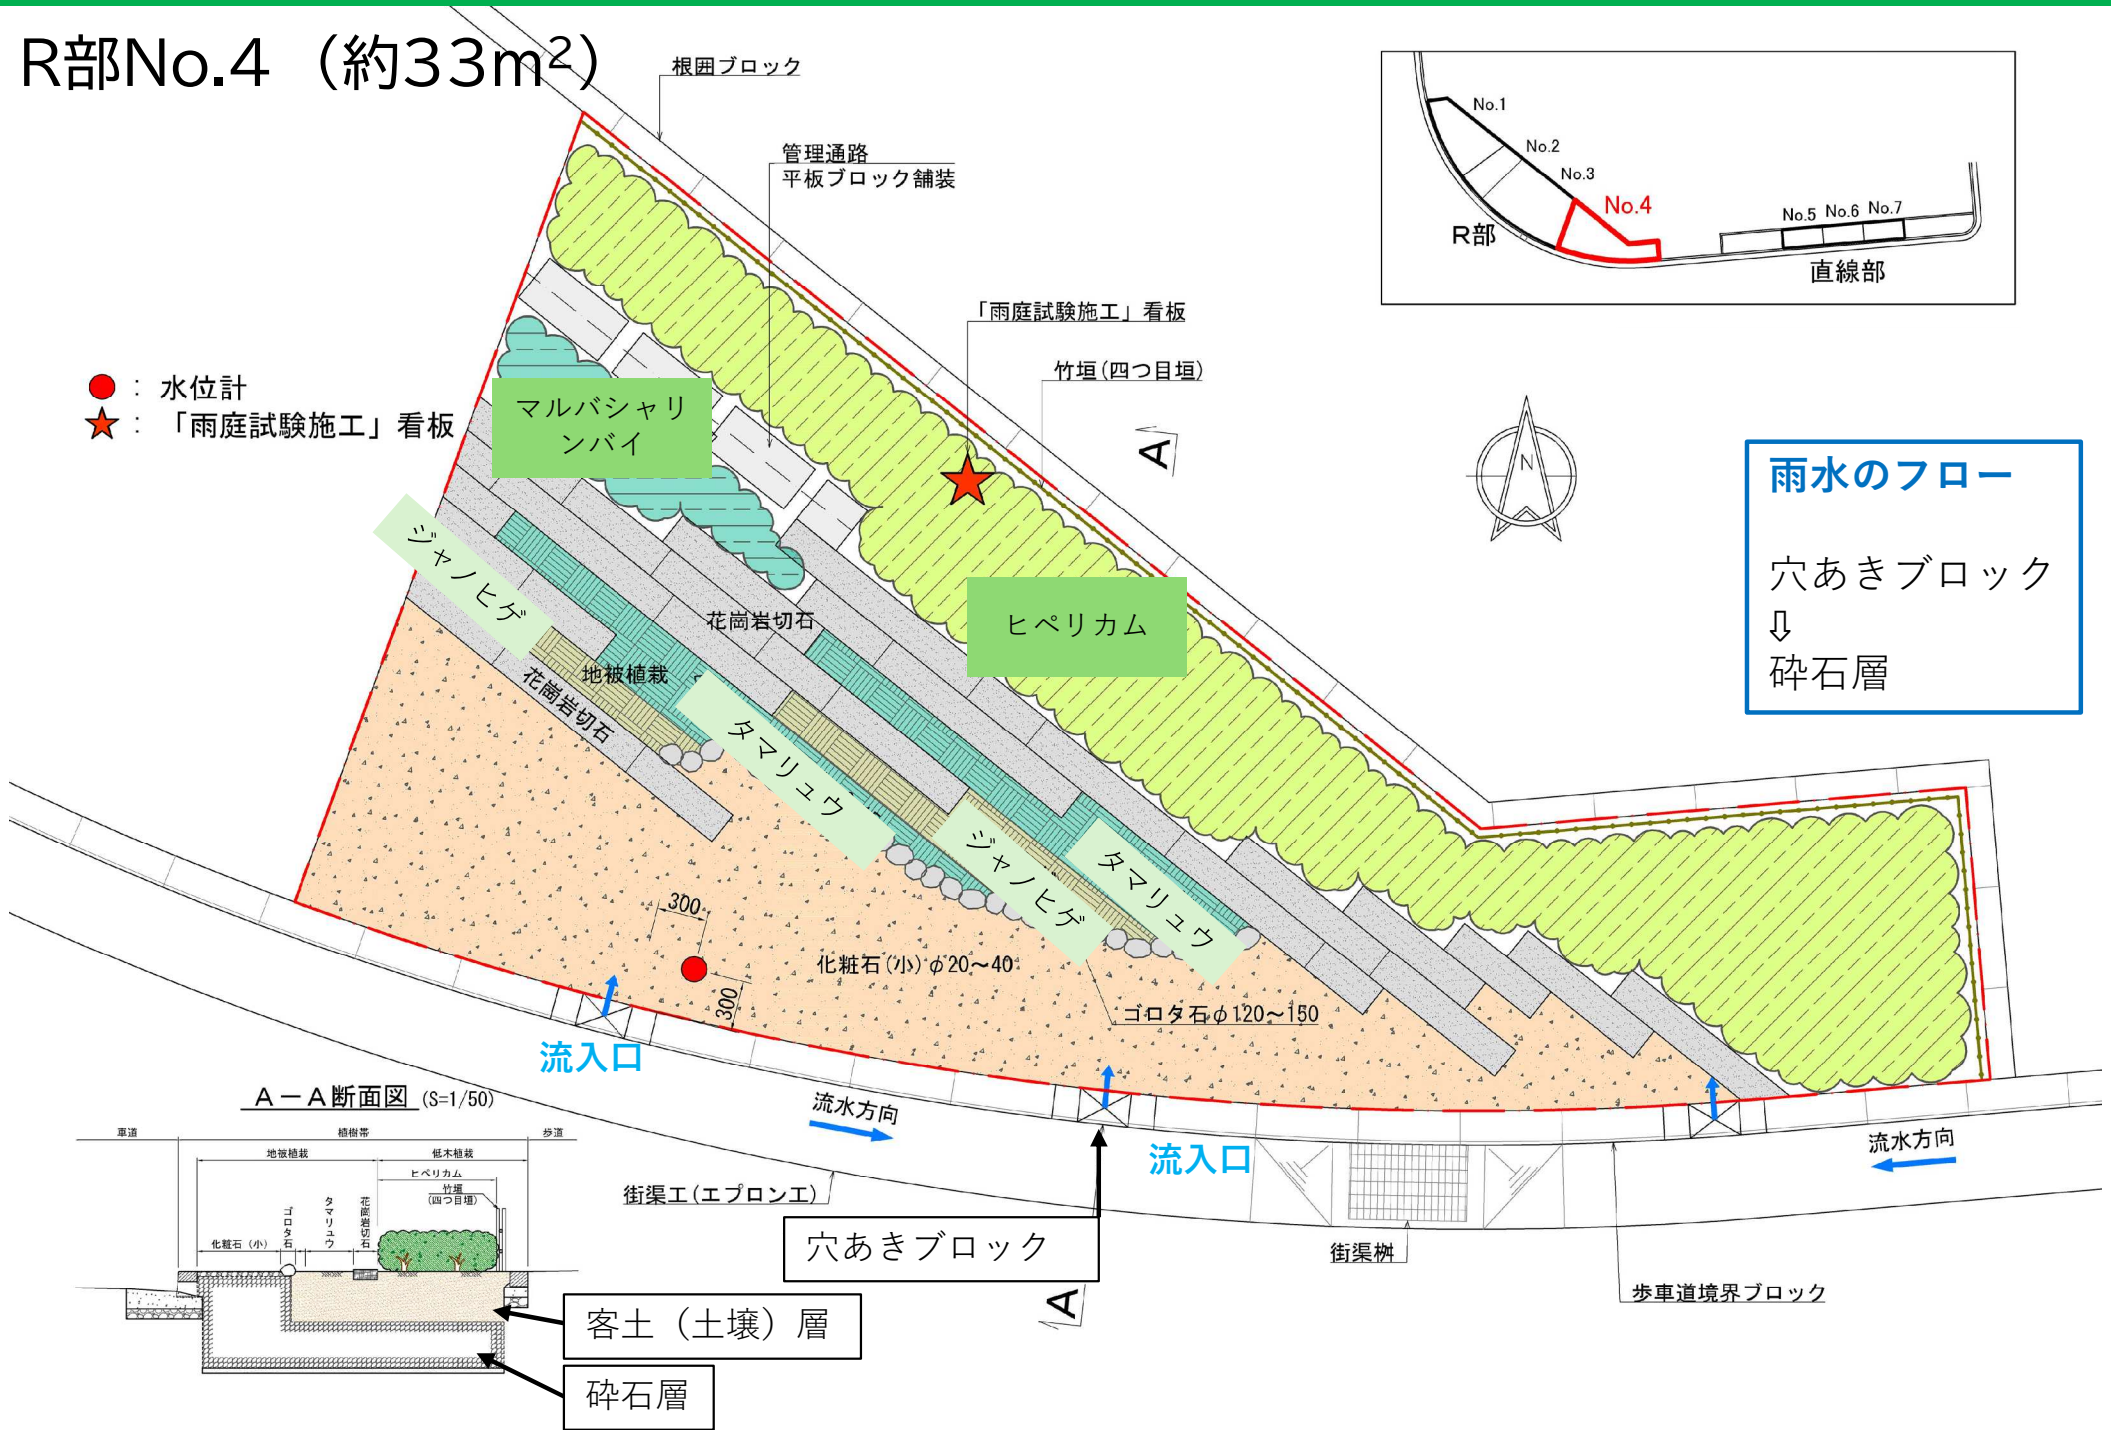 R部No.4（約33m²）
根囲ブロック
管理通路
平板ブロック舗装
「雨庭試験施工」看板
竹垣(四つ目垣)
A
No.1
No.2
No.3
No.4
R部
No.5 No.6 No.7
直線部
● : 水位計
★ : 「雨庭試験施工」看板
N
雨水のフロー
穴あきブロック
⇩
砕石層
マルバシャリ
ンバイ
ジャノヒゲ
花崗岩切石
ヒペリカム
地被植栽
花崗岩切石
タマリュウ
ジャノヒゲ
タマリュウ
300
300
化粧石(小)φ20～40
ゴロタ石φ120～150
流入口
流入口
流水方向
流水方向
街渠工(エプロン工)
穴あきブロック
街渠桝
歩車道境界ブロック
A
A－A断面図 (S=1/50)
車道
植樹帯
歩道
地被植栽
低木植栽
ヒペリカム
竹垣
(四つ目垣)
化粧石（小）
ゴロタ石
タマリュウ
花崗岩切石
客土（土壌）層
砕石層